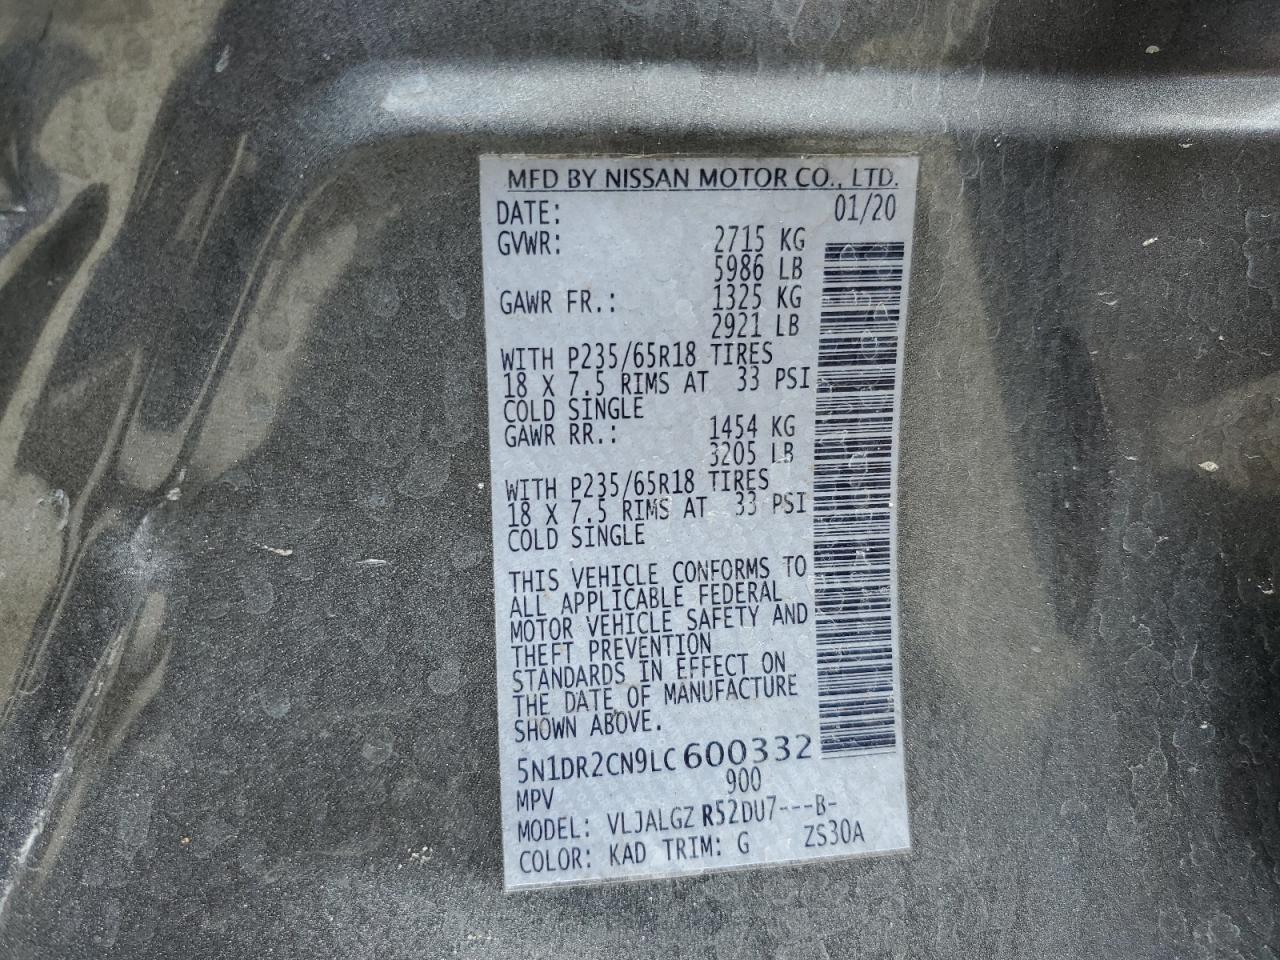 MFD BY NISSAN MOTOR CO., LTD.
DATE: 01/20
GVWR: 2715 KG
5986 LB
GAWR FR.: 1325 KG
2921 LB
WITH P235/65R18 TIRES
18 X 7.5 RIMS AT 33 PSI
COLD SINGLE
GAWR RR.: 1454 KG
3205 LB
WITH P235/65R18 TIRES
18 X 7.5 RIMS AT 33 PSI
COLD SINGLE
THIS VEHICLE CONFORMS TO
ALL APPLICABLE FEDERAL
MOTOR VEHICLE SAFETY AND
THEFT PREVENTION
STANDARDS IN EFFECT ON
THE DATE OF MANUFACTURE
SHOWN ABOVE.
5N1DR2CN9LC600332
MPV 900
MODEL: VLJALGZ R52DU7---B-
COLOR: KAD TRIM: G ZS30A